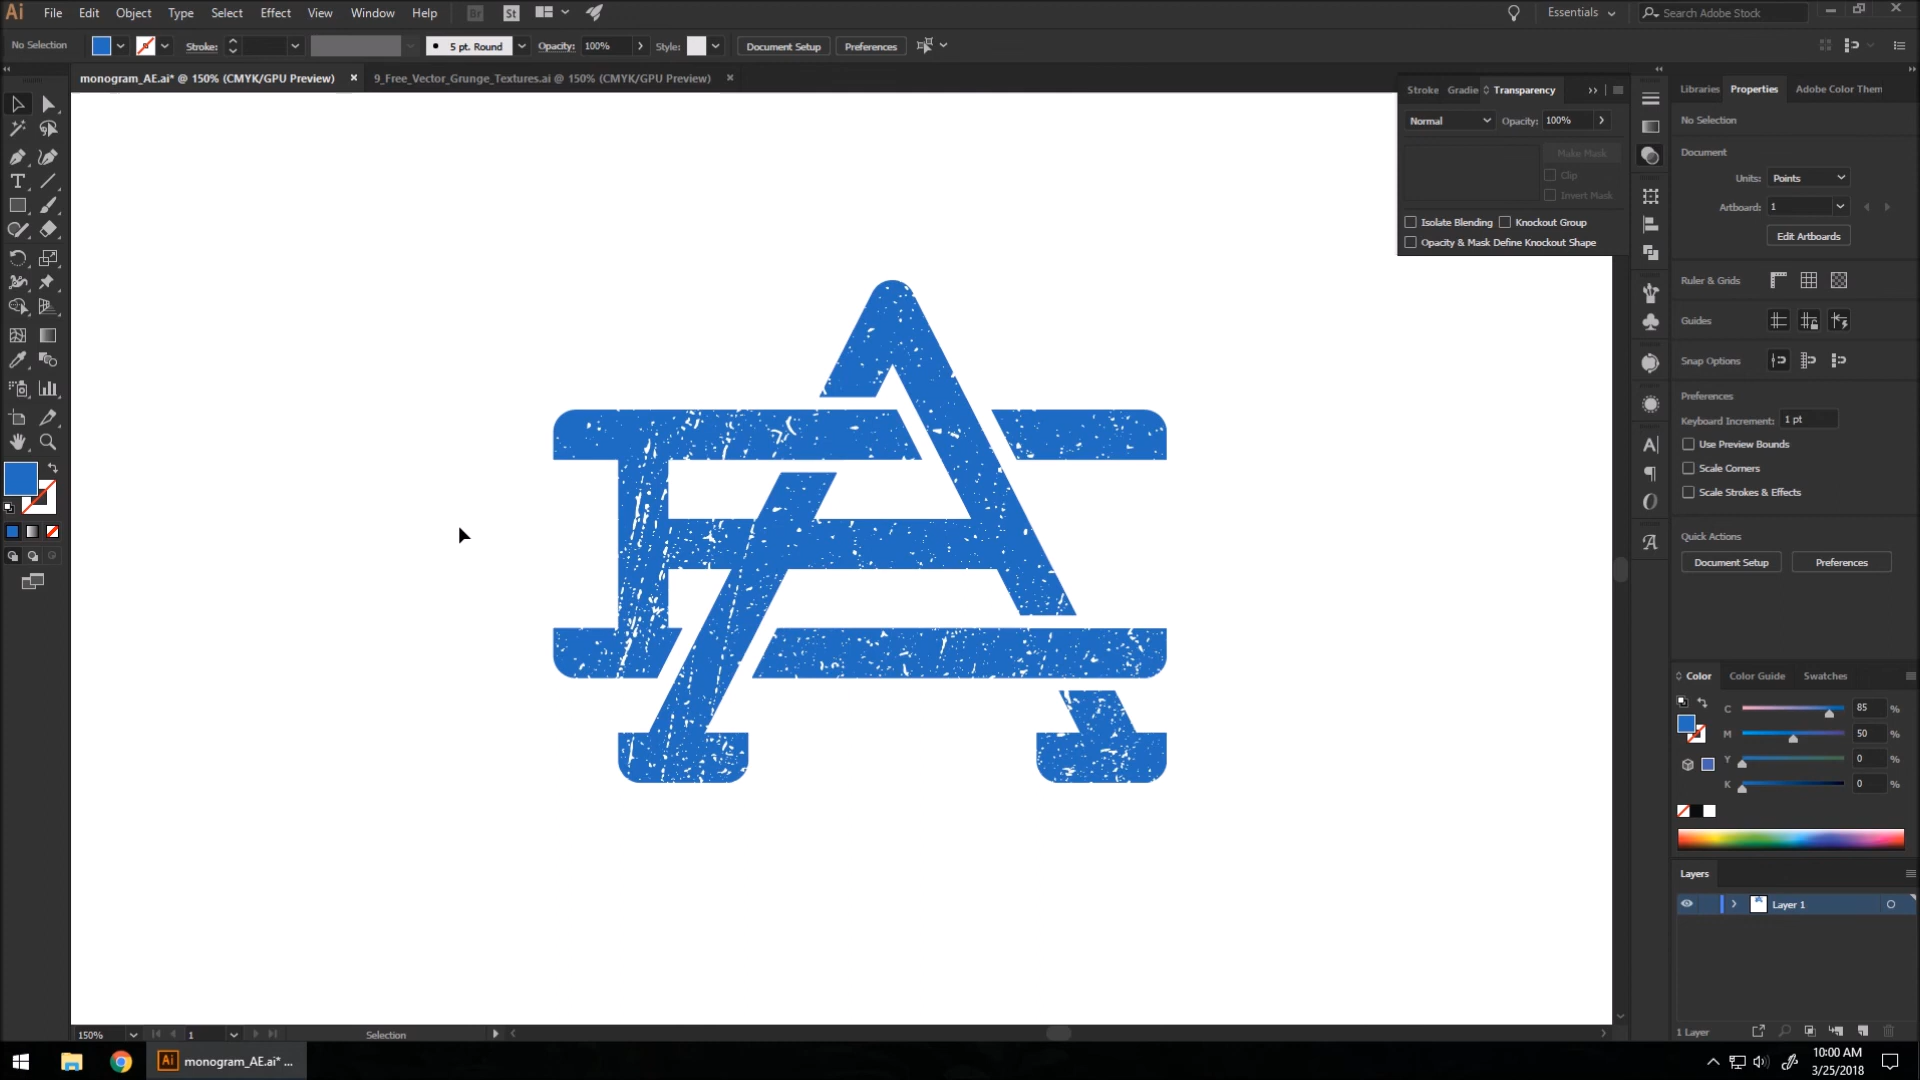 Ai File Edit Object Type Select Effect View Window Help Br St Essentials Search Adobe Stock
No Selection Stroke: 5 pt. Round Opacity: 100% Style: Document Setup Preferences
monogram_AE.ai* @ 150% (CMYK/GPU Preview) 9_Free_Vector_Grunge_Textures.ai @ 150% (CMYK/GPU Preview)
Stroke Gradie Transparency
Normal Opacity: 100%
Make Mask
Clip
Invert Mask
Isolate Blending Knockout Group
Opacity & Mask Define Knockout Shape
Libraries Properties Adobe Color Them
No Selection
Document
Units: Points
Artboard: 1
Edit Artboards
Ruler & Grids
Guides
Snap Options
Preferences
Keyboard Increment: 1 pt
Use Preview Bounds
Scale Corners
Scale Strokes & Effects
Quick Actions
Document Setup Preferences
Color Color Guide Swatches
C 85 %
M 50 %
Y 0 %
K 0 %
Layers
Layer 1
1 Layer
AE
150% 1 Selection
Ai monogram_AE.ai* ...
10:00 AM
3/25/2018